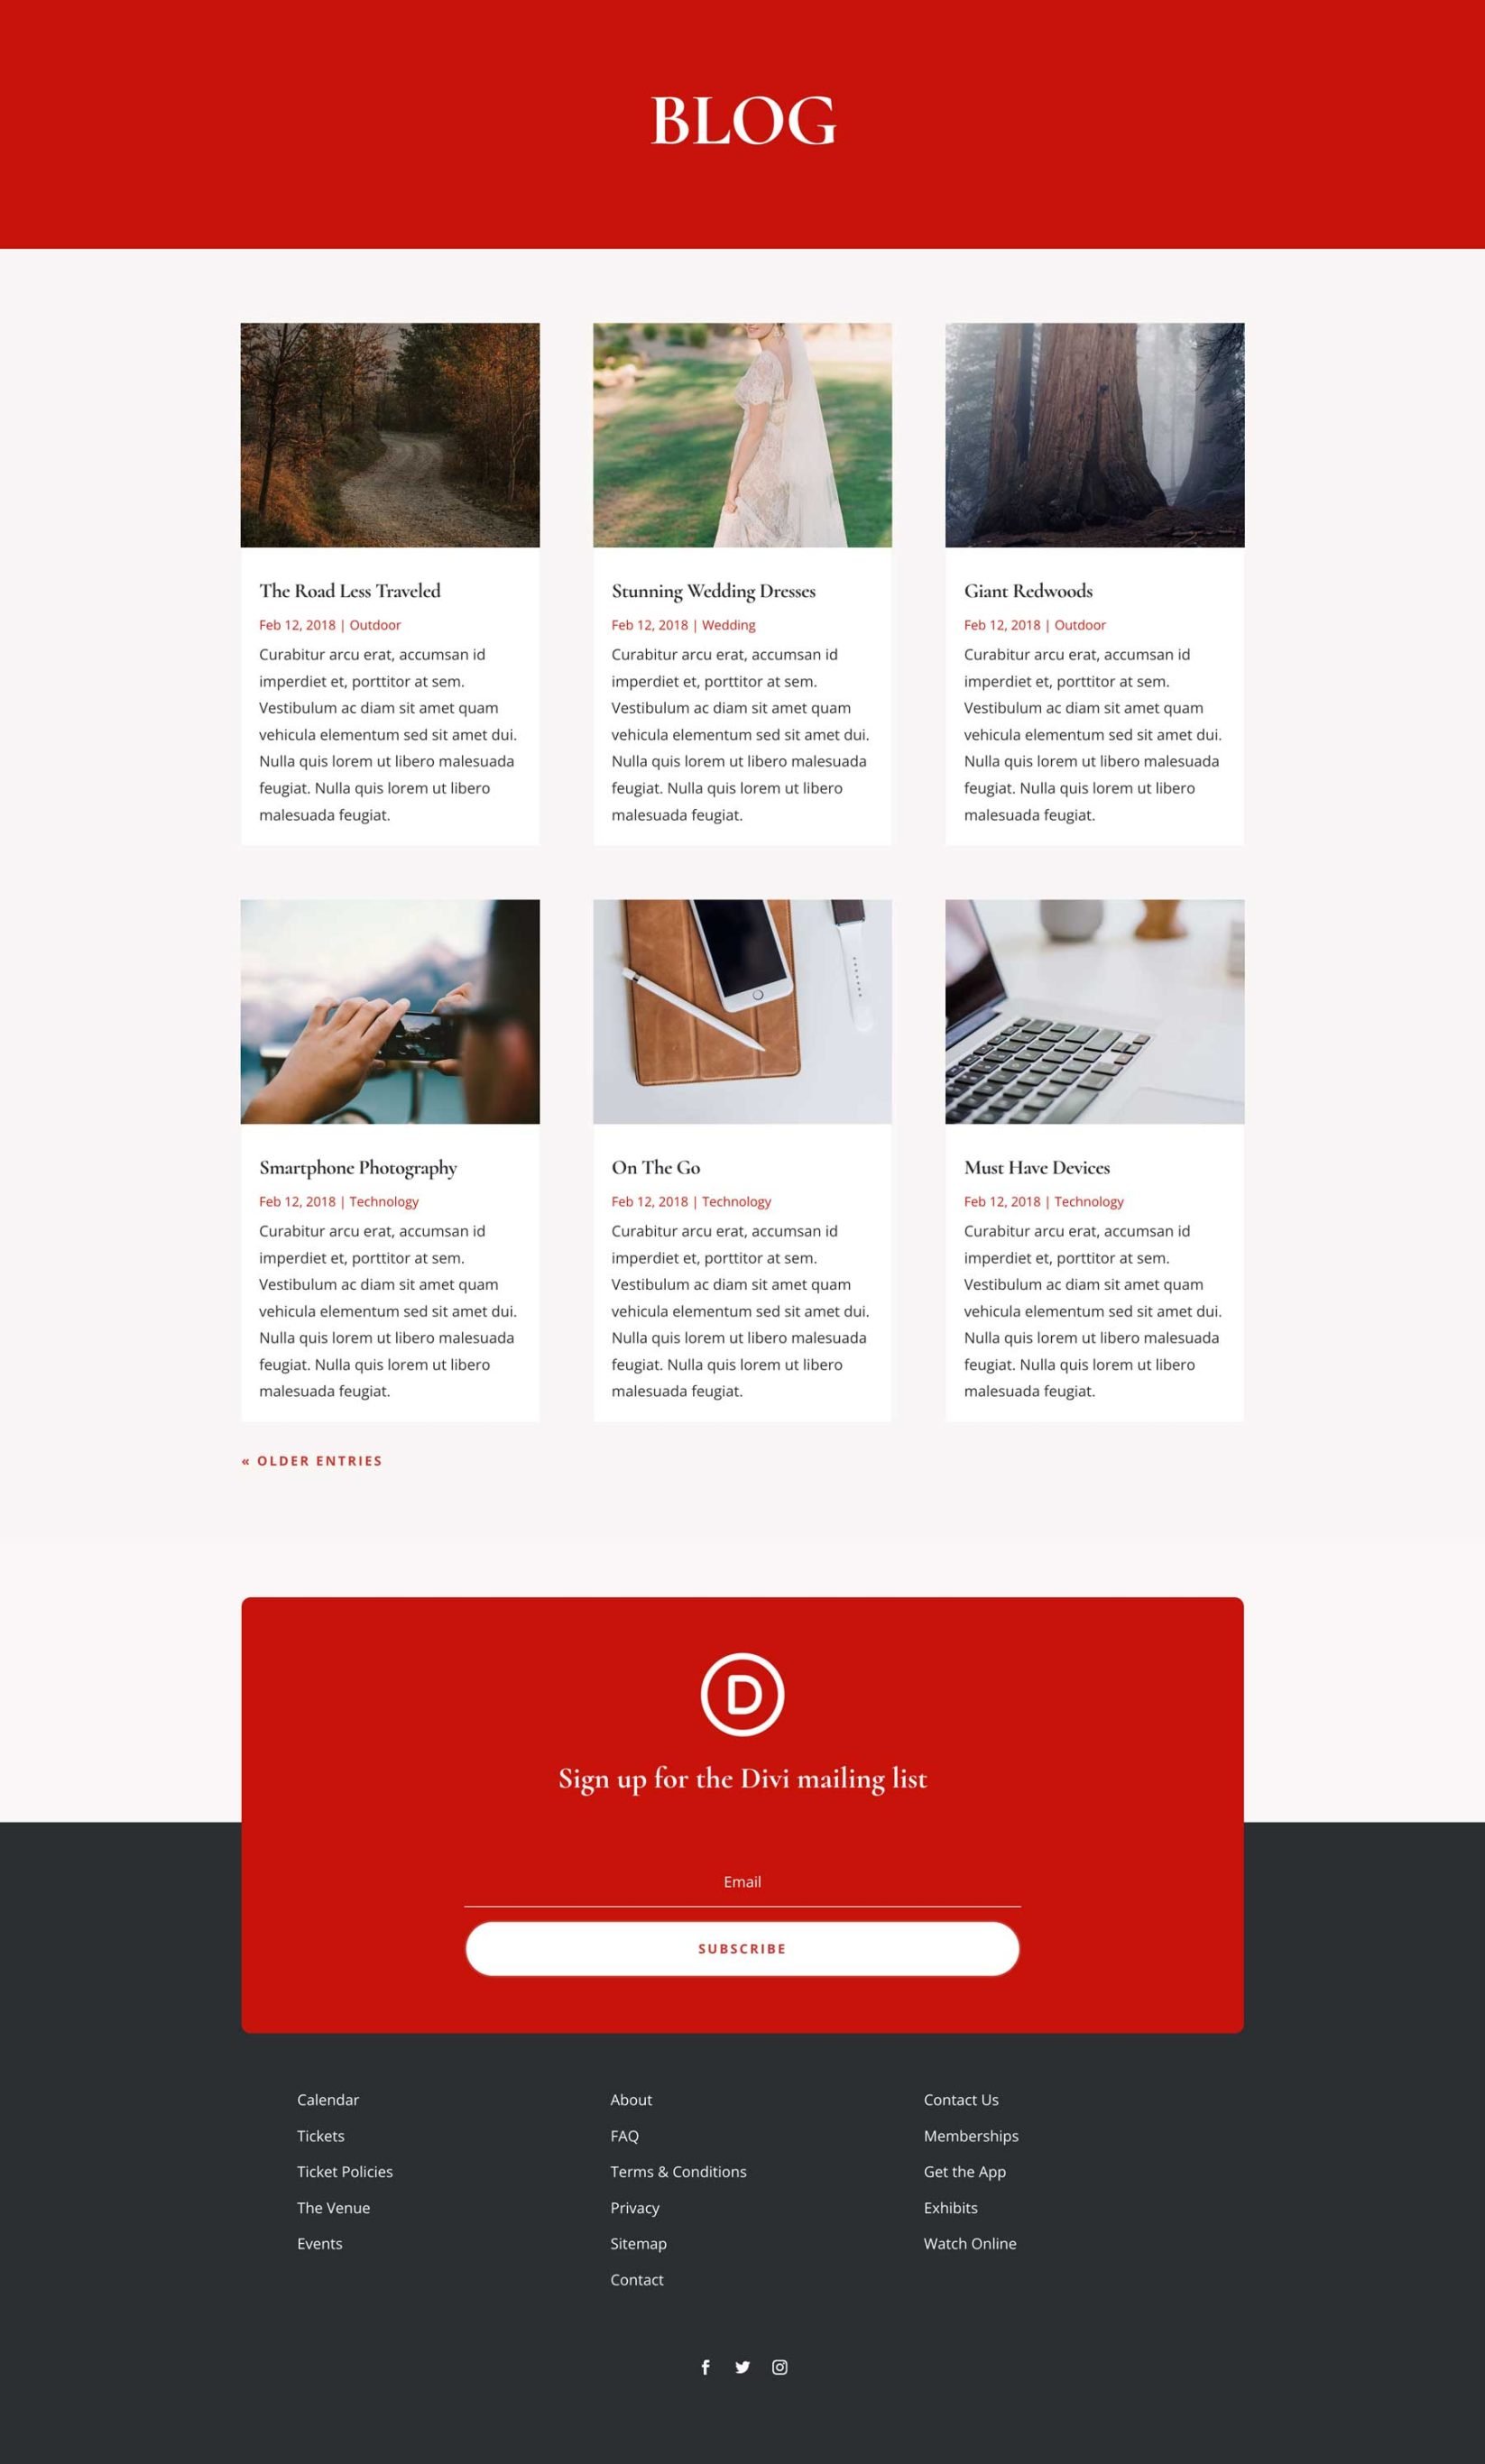 BLOG
The Road Less Traveled
Feb 12, 2018 | Outdoor
Curabitur arcu erat, accumsan id
imperdiet et, porttitor at sem.
Vestibulum ac diam sit amet quam
vehicula elementum sed sit amet dui.
Nulla quis lorem ut libero malesuada
feugiat. Nulla quis lorem ut libero
malesuada feugiat.
Stunning Wedding Dresses
Feb 12, 2018 | Wedding
Curabitur arcu erat, accumsan id
imperdiet et, porttitor at sem.
Vestibulum ac diam sit amet quam
vehicula elementum sed sit amet dui.
Nulla quis lorem ut libero malesuada
feugiat. Nulla quis lorem ut libero
malesuada feugiat.
Giant Redwoods
Feb 12, 2018 | Outdoor
Curabitur arcu erat, accumsan id
imperdiet et, porttitor at sem.
Vestibulum ac diam sit amet quam
vehicula elementum sed sit amet dui.
Nulla quis lorem ut libero malesuada
feugiat. Nulla quis lorem ut libero
malesuada feugiat.
Smartphone Photography
Feb 12, 2018 | Technology
Curabitur arcu erat, accumsan id
imperdiet et, porttitor at sem.
Vestibulum ac diam sit amet quam
vehicula elementum sed sit amet dui.
Nulla quis lorem ut libero malesuada
feugiat. Nulla quis lorem ut libero
malesuada feugiat.
On The Go
Feb 12, 2018 | Technology
Curabitur arcu erat, accumsan id
imperdiet et, porttitor at sem.
Vestibulum ac diam sit amet quam
vehicula elementum sed sit amet dui.
Nulla quis lorem ut libero malesuada
feugiat. Nulla quis lorem ut libero
malesuada feugiat.
Must Have Devices
Feb 12, 2018 | Technology
Curabitur arcu erat, accumsan id
imperdiet et, porttitor at sem.
Vestibulum ac diam sit amet quam
vehicula elementum sed sit amet dui.
Nulla quis lorem ut libero malesuada
feugiat. Nulla quis lorem ut libero
malesuada feugiat.
« OLDER ENTRIES
D
Sign up for the Divi mailing list
Email
SUBSCRIBE
Calendar
Tickets
Ticket Policies
The Venue
Events
About
FAQ
Terms & Conditions
Privacy
Sitemap
Contact
Contact Us
Memberships
Get the App
Exhibits
Watch Online